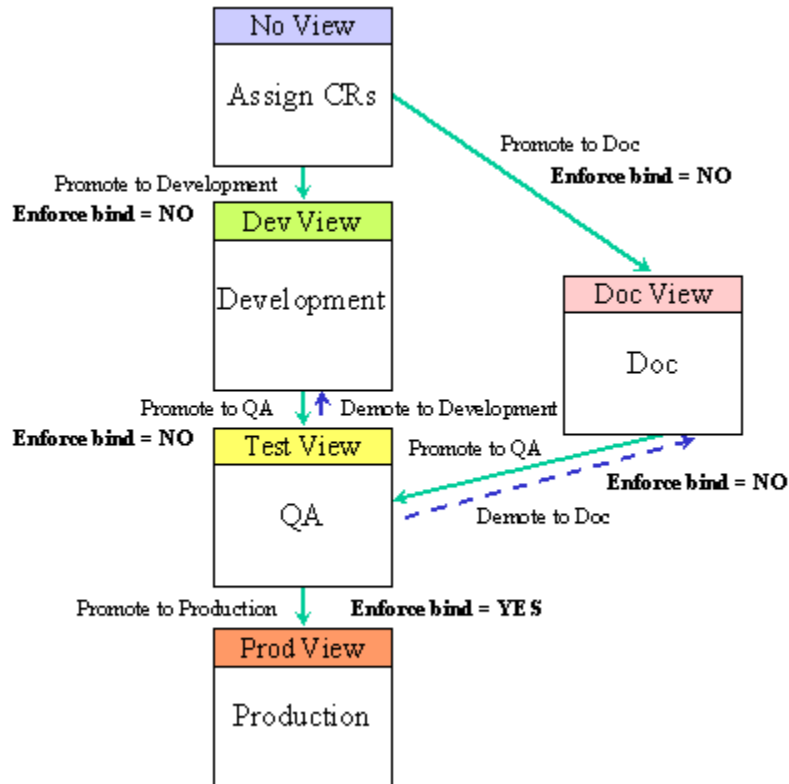 No View
Assign CRs
Promote to Doc
Enforce bind = NO
Promote to Development
Enforce bind = NO
Dev View
Development
Doc View
Doc
Promote to QA
Demote to Development
Enforce bind = NO
Test View
QA
Promote to QA
Enforce bind = NO
Demote to Doc
Promote to Production
Enforce bind = YES
Prod View
Production